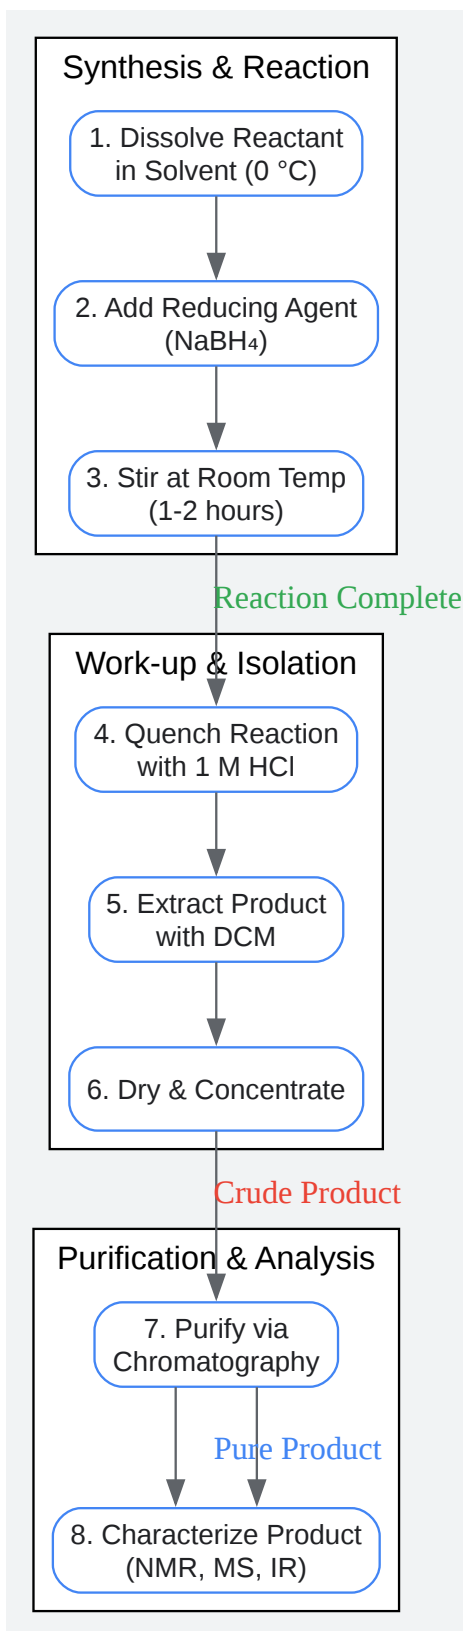 Synthesis & Reaction
1. Dissolve Reactant
in Solvent (0 °C)
2. Add Reducing Agent
(NaBH₄)
3. Stir at Room Temp
(1-2 hours)
Reaction Complete
Work-up & Isolation
4. Quench Reaction
with 1 M HCl
5. Extract Product
with DCM
6. Dry & Concentrate
Crude Product
Purification & Analysis
7. Purify via
Chromatography
Pure Product
8. Characterize Product
(NMR, MS, IR)